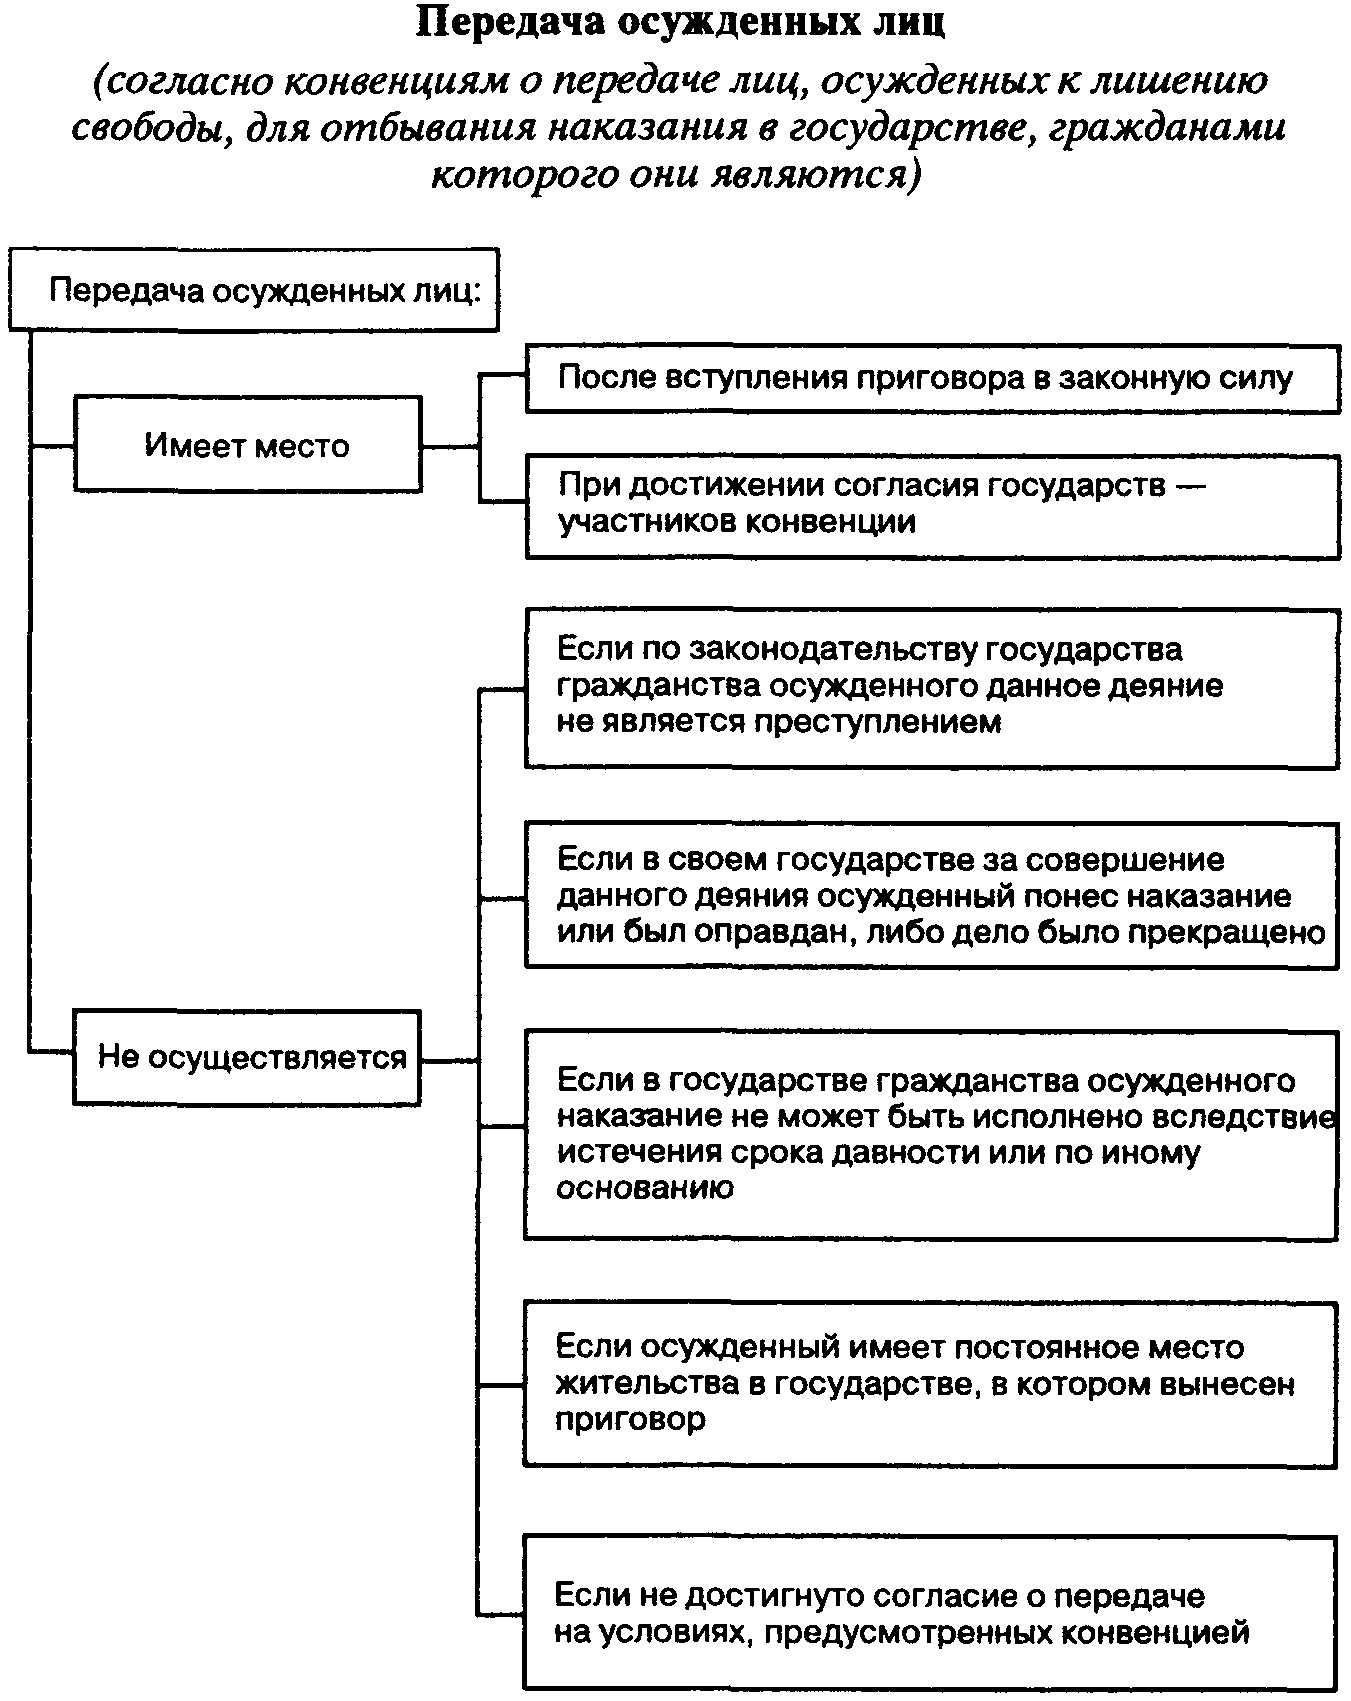 Передача осужденных лиц
(согласно конвенциям о передаче лиц, осужденных к лишению
свободы, для отбывания наказания в государстве, гражданами
которого они являются)
Передача осужденных лиц:
Имеет место
После вступления приговора в законную силу
При достижении согласия государств —
участников конвенции
Не осуществляется
Если по законодательству государства
гражданства осужденного данное деяние
не является преступлением
Если в своем государстве за совершение
данного деяния осужденный понес наказание
или был оправдан, либо дело было прекращено
Если в государстве гражданства осужденного
наказание не может быть исполнено вследствие
истечения срока давности или по иному
основанию
Если осужденный имеет постоянное место
жительства в государстве, в котором вынесен
приговор
Если не достигнуто согласие о передаче
на условиях, предусмотренных конвенцией